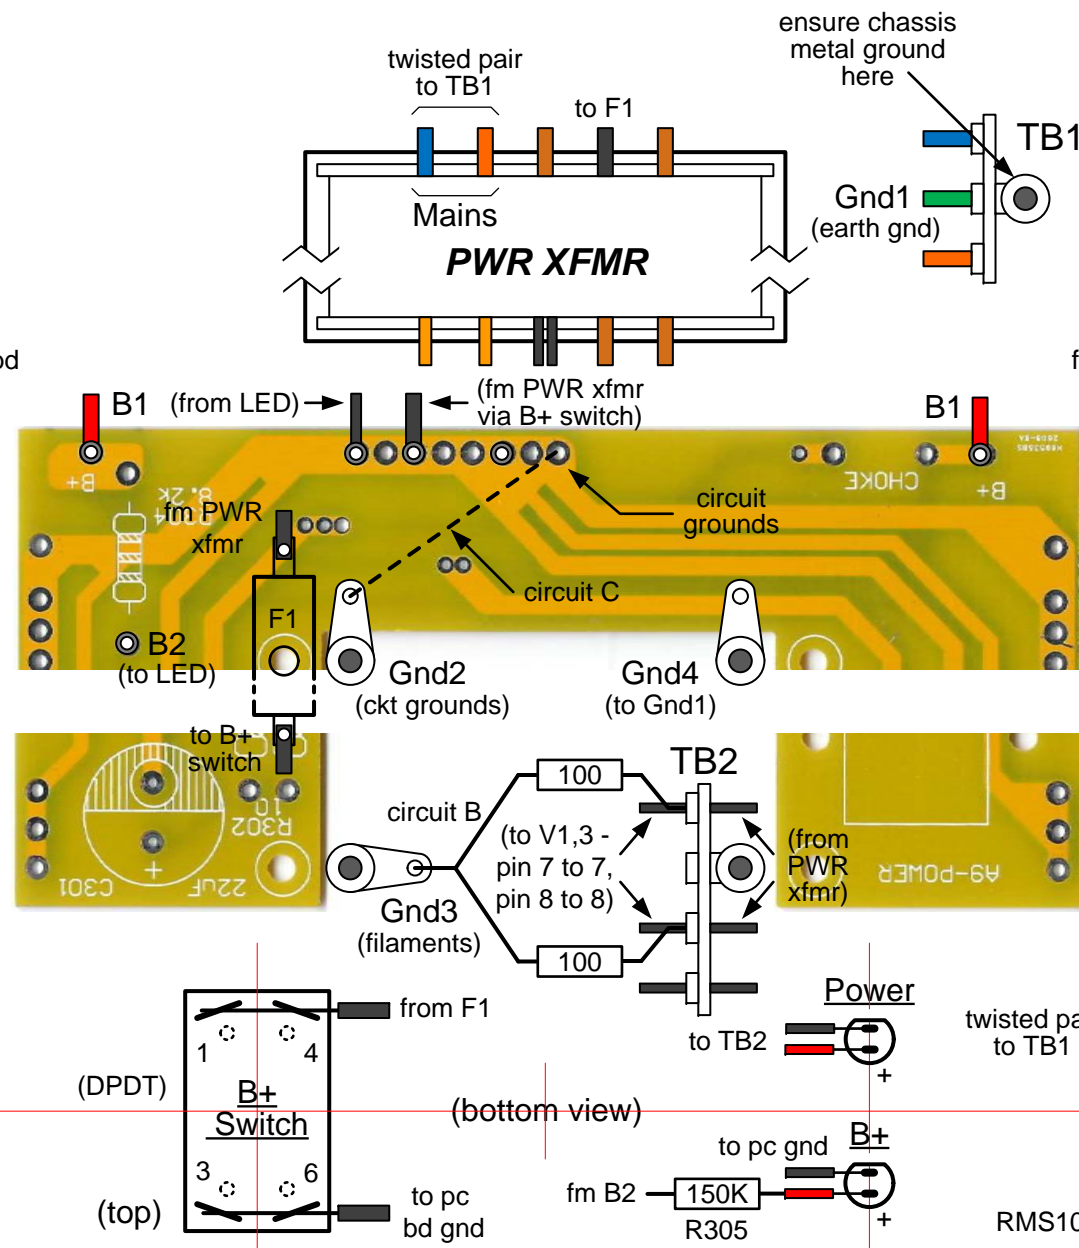 ensure chassis
metal ground
here
twisted pair
to TB1
to F1
TB1
Mains
Gnd1
(earth gnd)
PWR XFMR
od
f
B1
(from LED)
(fm PWR xfmr
via B+ switch)
B1
B+
8.2k
fm PWR
xfmr
CHOKE
B+
circuit
grounds
circuit C
F1
B2
(to LED)
Gnd2
(ckt grounds)
Gnd4
(to Gnd1)
to B+
switch
TB2
100
circuit B
10
R302
(to V1,3 -
pin 7 to 7,
pin 8 to 8)
(from
PWR
xfmr)
+
C301
22uF
A9-POWER
Gnd3
(filaments)
100
from F1
Power
to TB2
twisted pa
to TB1
+
1
4
(DPDT)
B+
Switch
(bottom view)
3
6
to pc gnd
B+
fm B2
150K
R305
+
(top)
to pc
bd gnd
RMS10